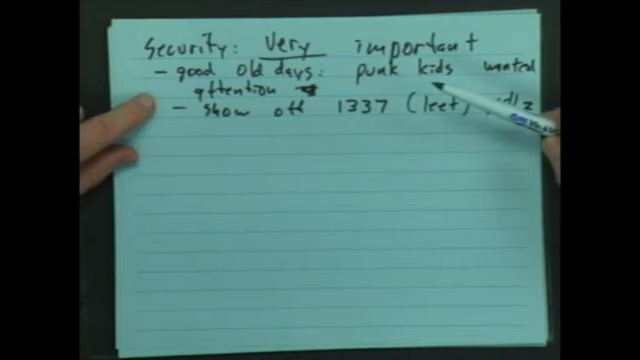 Security: Very important
- good old days: punk kids wanted
attention
- show off 1337 (leet)